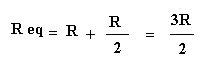 R eq = R + R/2 = 3R/2